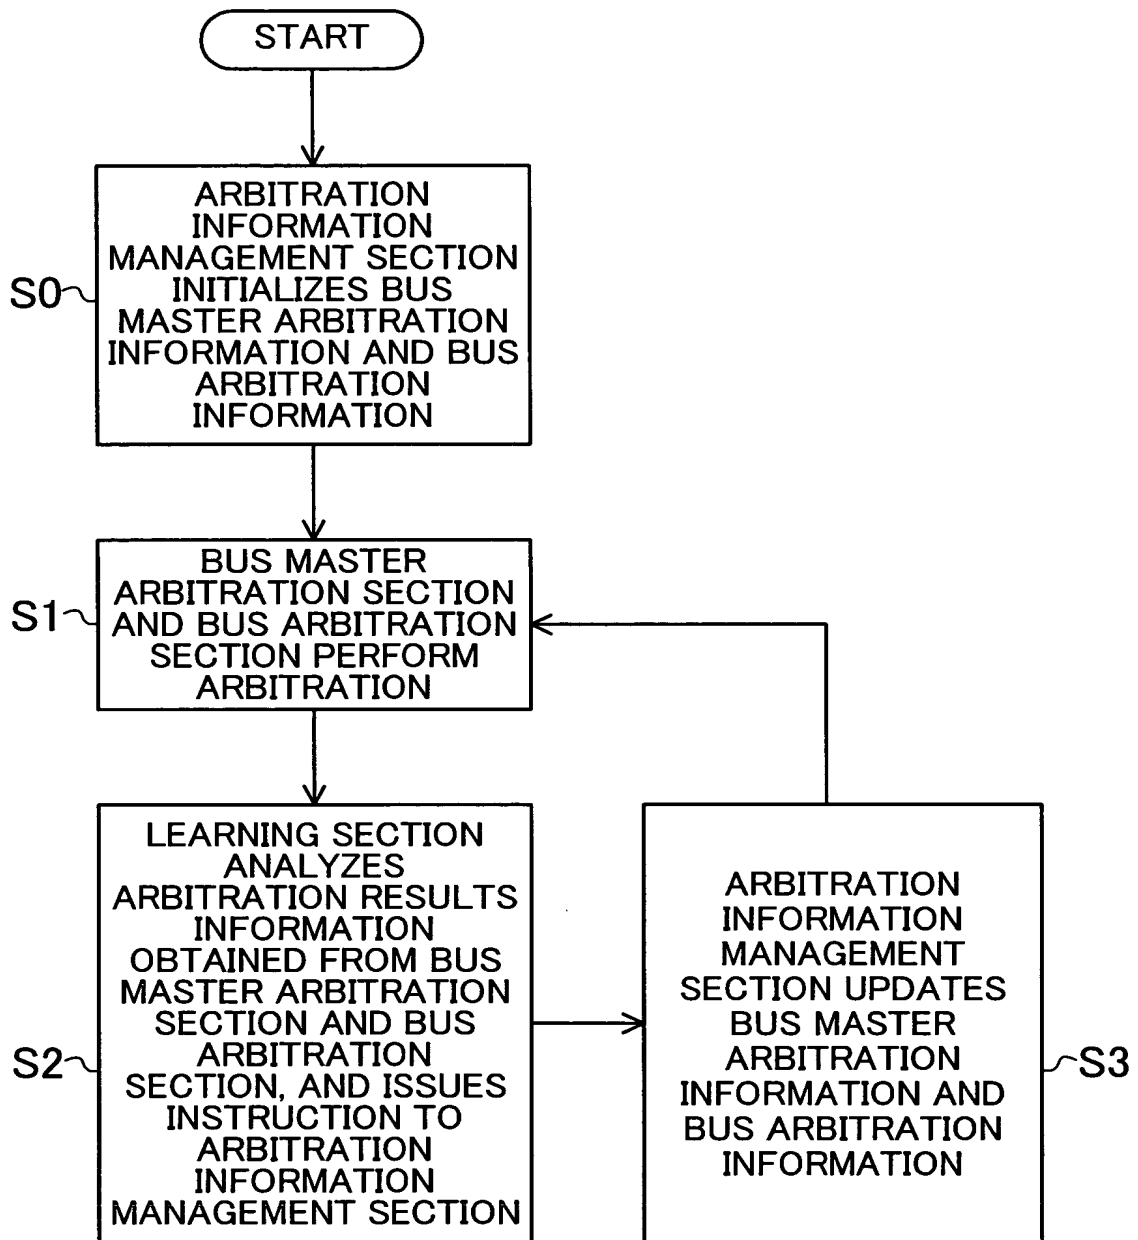 START
ARBITRATION
INFORMATION
MANAGEMENT SECTION
INITIALIZES BUS
MASTER ARBITRATION
INFORMATION AND BUS
ARBITRATION
INFORMATION
S0
BUS MASTER
ARBITRATION SECTION
AND BUS ARBITRATION
SECTION PERFORM
ARBITRATION
S1
LEARNING SECTION
ANALYZES
ARBITRATION RESULTS
INFORMATION
OBTAINED FROM BUS
MASTER ARBITRATION
SECTION AND BUS
ARBITRATION
SECTION, AND ISSUES
INSTRUCTION TO
ARBITRATION
INFORMATION
MANAGEMENT SECTION
S2
ARBITRATION
INFORMATION
MANAGEMENT
SECTION UPDATES
BUS MASTER
ARBITRATION
INFORMATION AND
BUS ARBITRATION
INFORMATION
S3